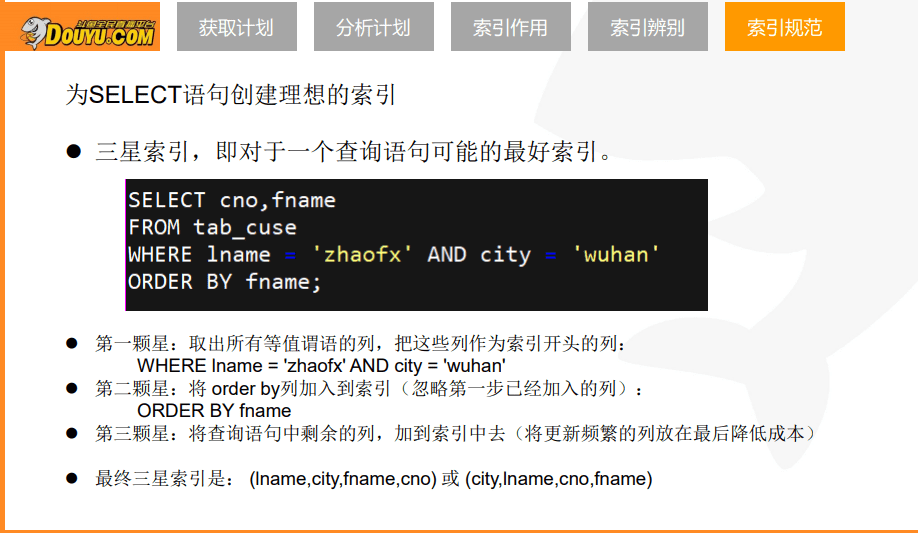 斗鱼全民直播平台
DOUYU.COM
获取计划 分析计划 索引作用 索引辨别 索引规范
为SELECT语句创建理想的索引
● 三星索引，即对于一个查询语句可能的最好索引。
SELECT cno,fname
FROM tab_cuse
WHERE lname = 'zhaofx' AND city = 'wuhan'
ORDER BY fname;
● 第一颗星：取出所有等值谓语的列，把这些列作为索引开头的列：
WHERE lname = 'zhaofx' AND city = 'wuhan'
● 第二颗星：将 order by列加入到索引（忽略第一步已经加入的列）：
ORDER BY fname
● 第三颗星：将查询语句中剩余的列，加到索引中去（将更新频繁的列放在最后降低成本）
● 最终三星索引是： (lname,city,fname,cno) 或 (city,lname,cno,fname)